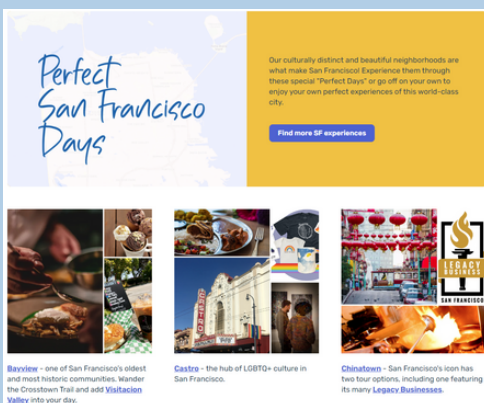 Perfect
San Francisco
Days
Our culturally distinct and beautiful neighborhoods are
what make San Francisco! Experience them through
these special "Perfect Days" or go off on your own to
enjoy your own perfect experiences of this world-class
city.
Find more SF experiences
CASTRO
LEGACY
BUSINESS
SAN FRANCISCO
Bayview - one of San Francisco's oldest
and most historic communities. Wander
the Crosstown Trail and add Visitacion
Valley into your day.
Castro - the hub of LGBTQ+ culture in
San Francisco.
Chinatown - San Francisco's icon has
two tour options, including one featuring
its many Legacy Businesses.